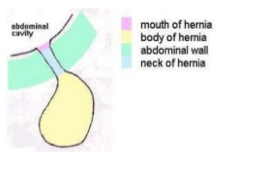 abdominal
cavity
mouth of hernia
body of hernia
abdominal wall
neck of hernia